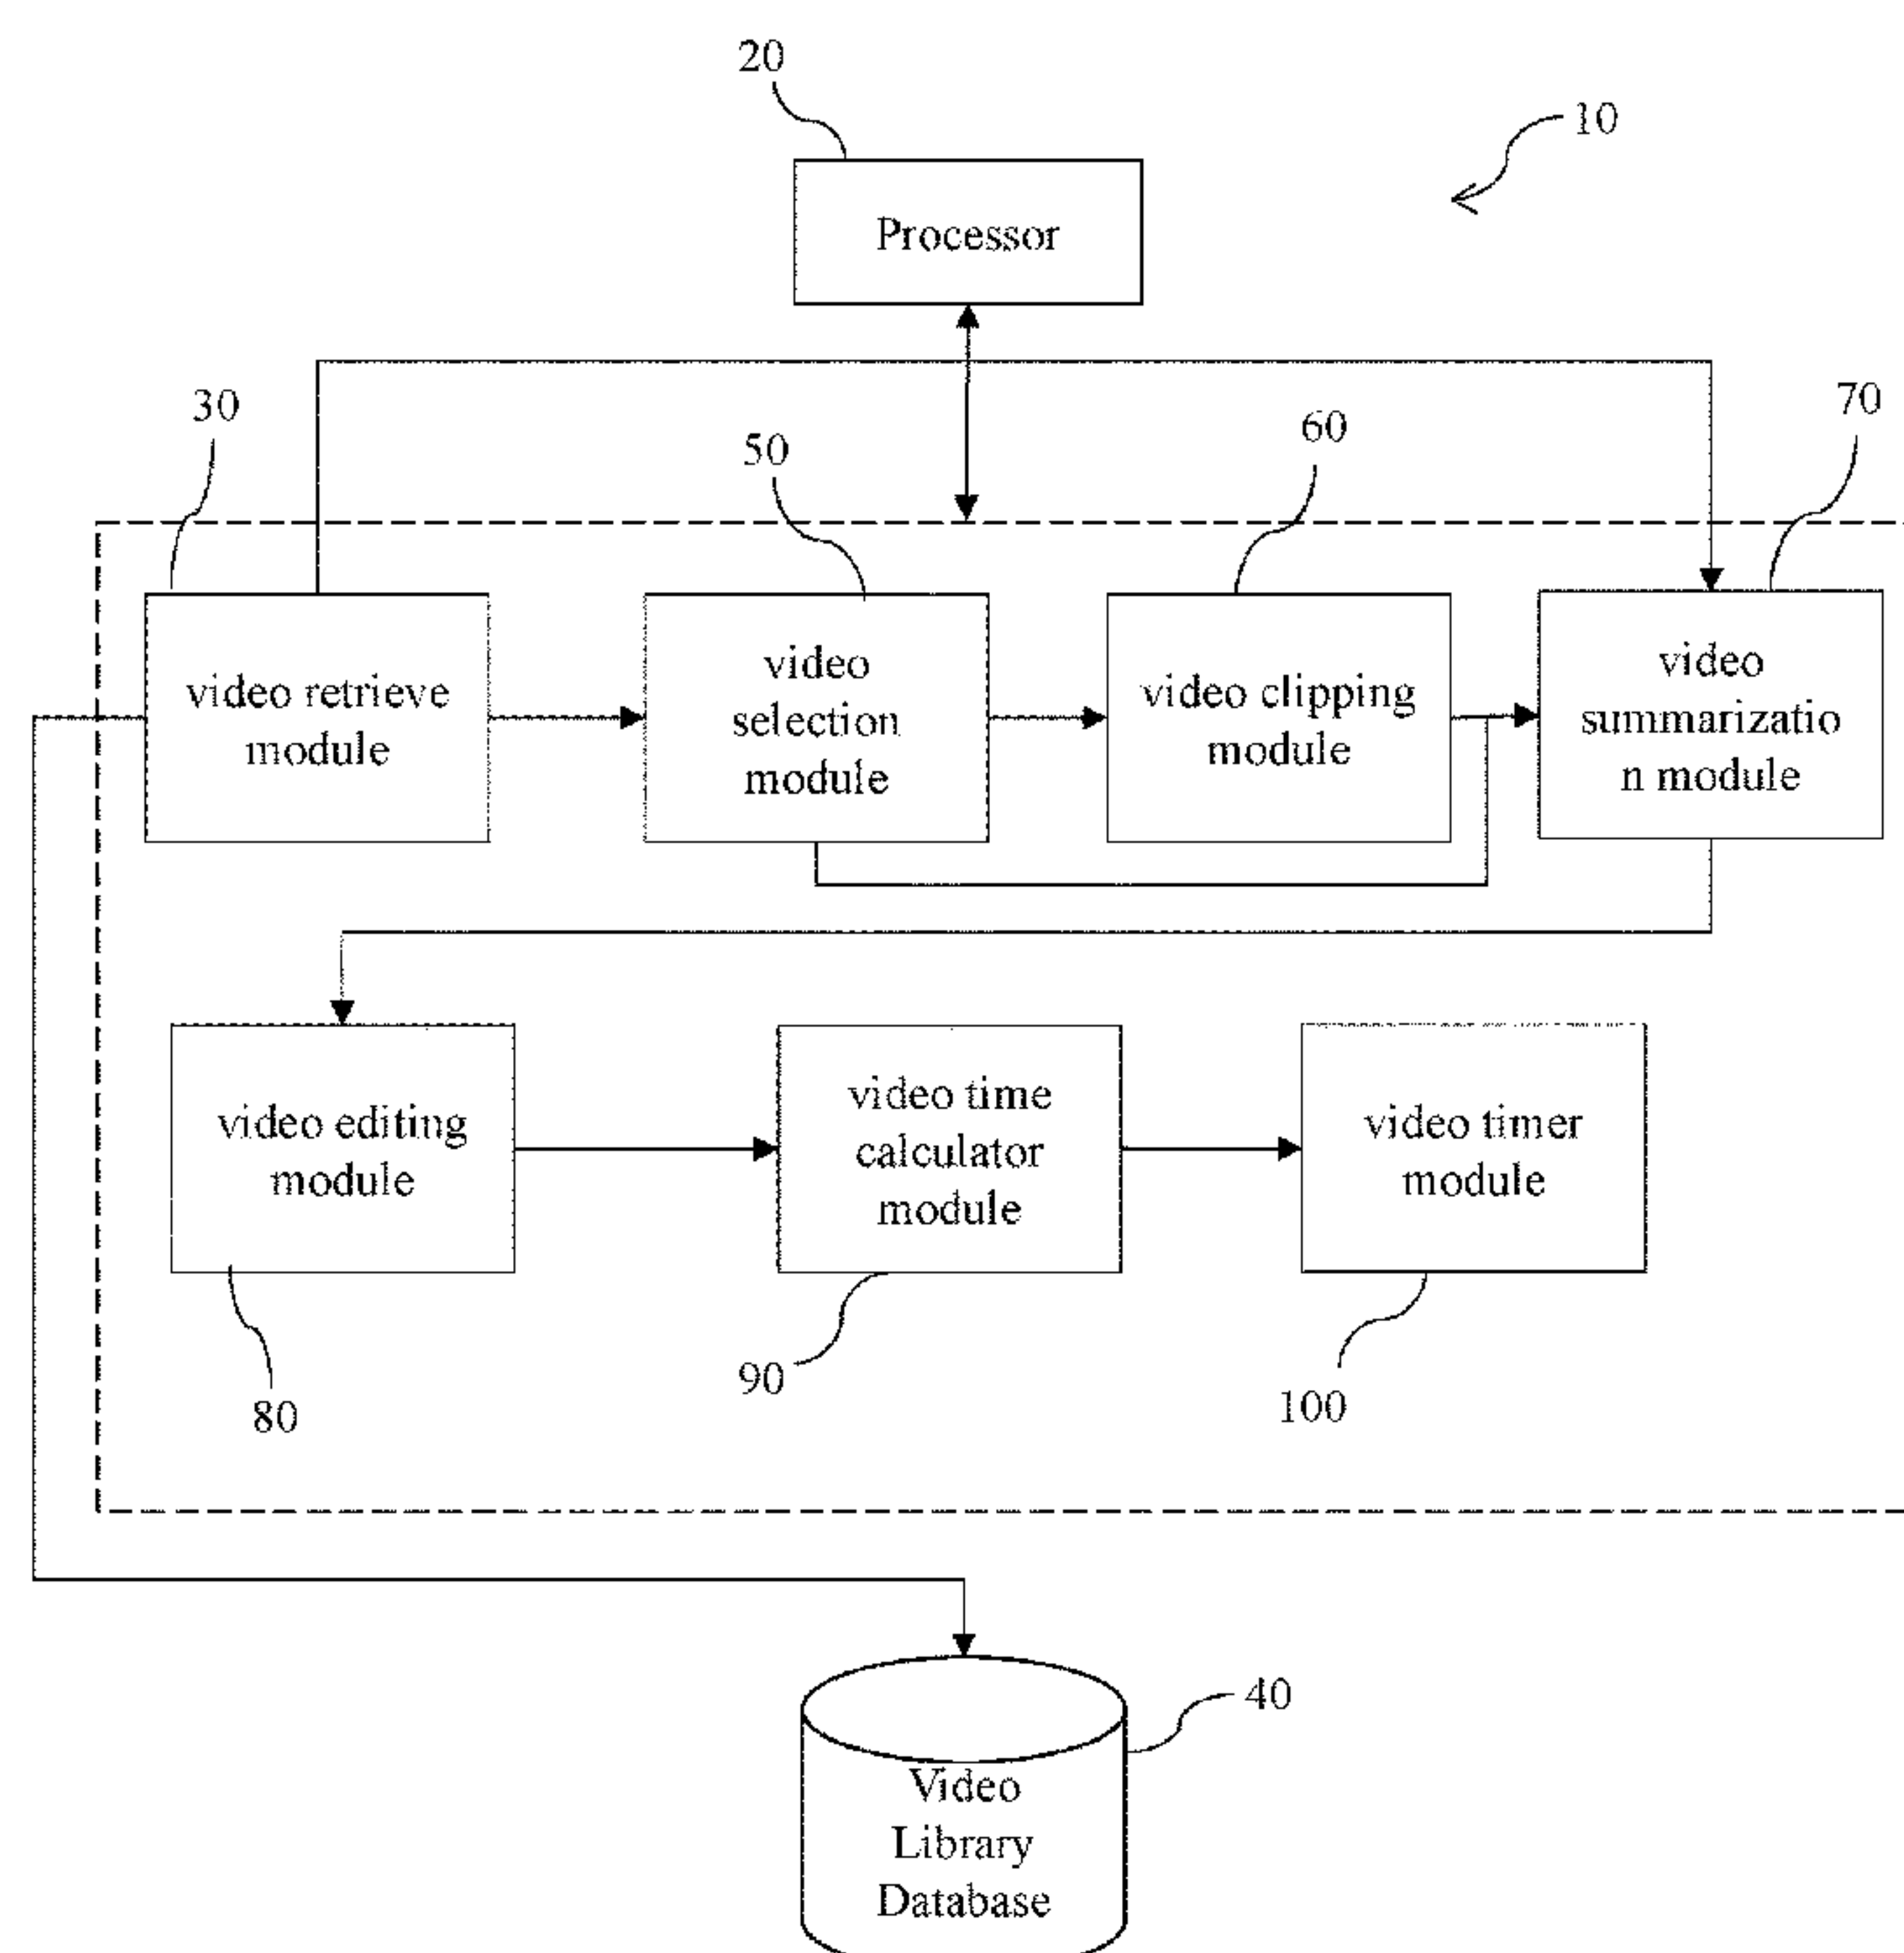 20
10
Processor
30
50
60
70
video retrieve
module
video
selection
module
video clipping
module
video
summarizatio
n module
video editing
module
video time
calculator
module
video timer
module
80
90
100
40
Video
Library
Database